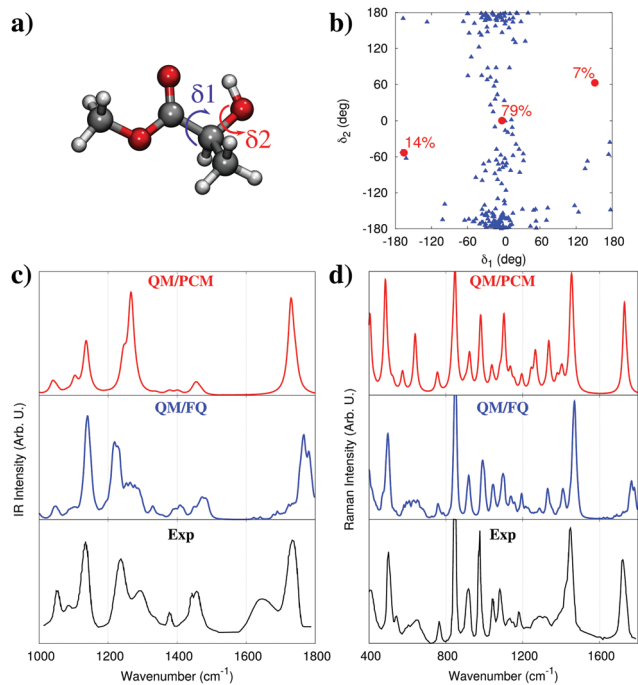 a)
δ1
δ2
b)
180
120
60
0
-60
-120
-180
δ2 (deg)
7%
79%
14%
-180 -120 -60 0 60 120 180
δ1 (deg)
c)
QM/PCM
QM/FQ
Exp
IR Intensity (Arb. U.)
1000 1200 1400 1600 1800
Wavenumber (cm-1)
d)
QM/PCM
QM/FQ
Exp
Raman Intensity (Arb. U.)
400 800 1200 1600
Wavenumber (cm-1)